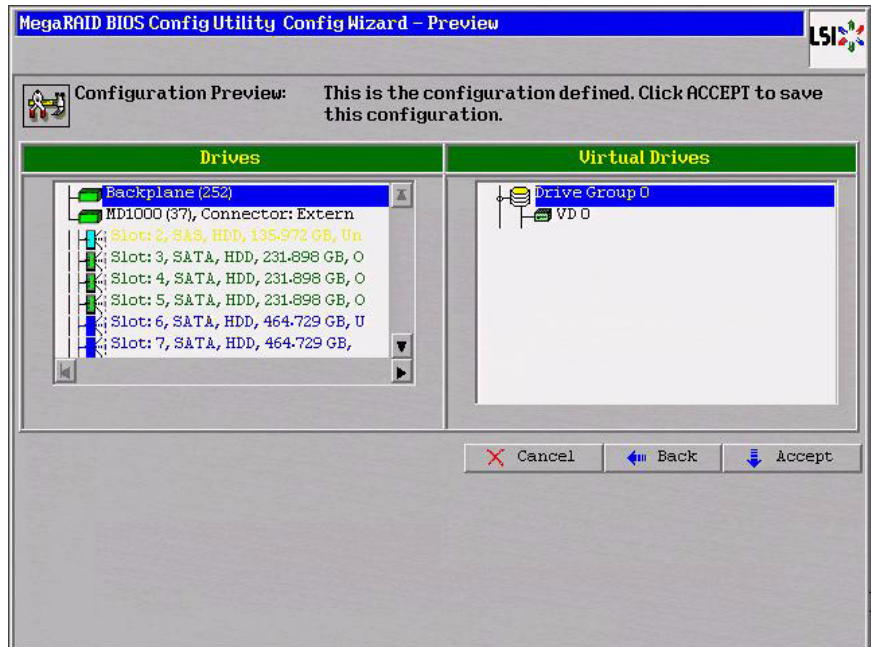 MegaRAID BIOS Config Utility Config Wizard – Preview
LSI
Configuration Preview: This is the configuration defined. Click ACCEPT to save
this configuration.
Drives
Backplane (252)
MD1000 (37), Connector: Extern
Slot: 2, SAS, HDD, 135.972 GB, Un
Slot: 3, SATA, HDD, 231.898 GB, O
Slot: 4, SATA, HDD, 231.898 GB, O
Slot: 5, SATA, HDD, 231.898 GB, O
Slot: 6, SATA, HDD, 464.729 GB, U
Slot: 7, SATA, HDD, 464.729 GB,
Virtual Drives
Drive Group 0
VD 0
Cancel
Back
Accept